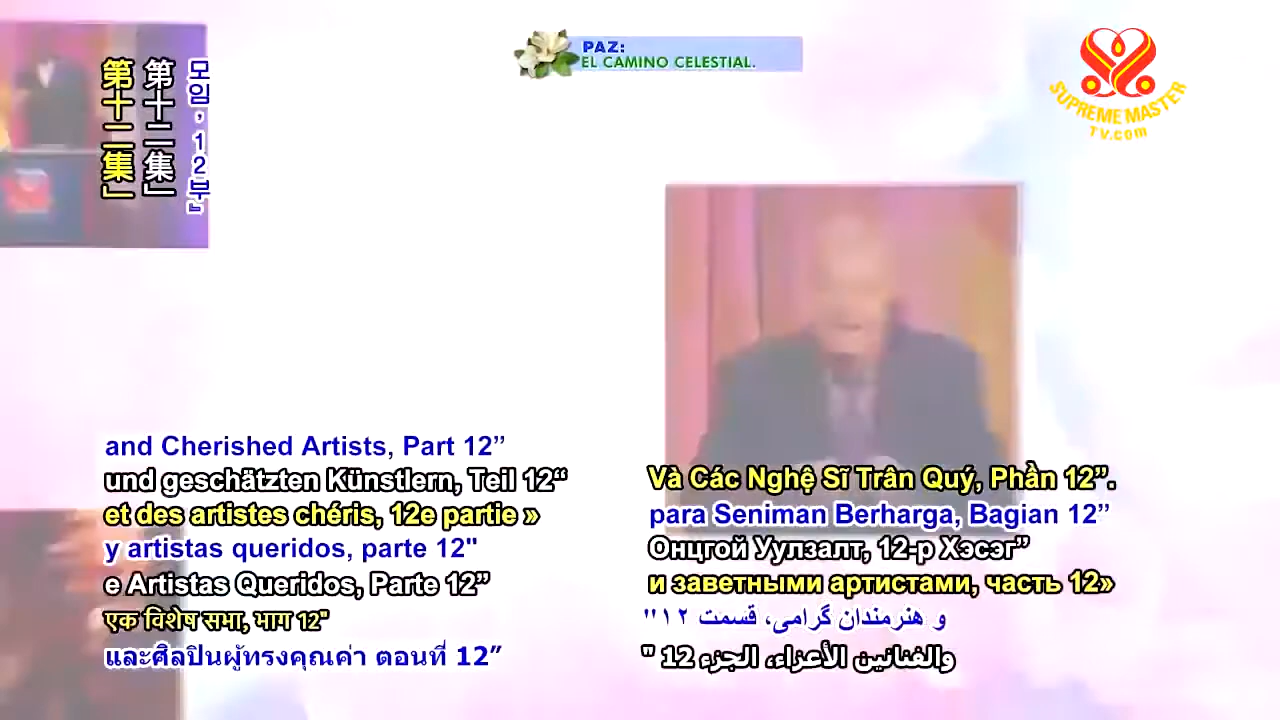 PAZ:
EL CAMINO CELESTIAL.
SUPREME MASTER
TV.com
모임, 12부』
第十二集」
第十二集」
and Cherished Artists, Part 12”
und geschätzten Künstlern, Teil 12“
et des artistes chéris, 12e partie »
y artistas queridos, parte 12"
e Artistas Queridos, Parte 12”
एक विशेष सभा, भाग 12"
และศิลปินผู้ทรงคุณค่า ตอนที่ 12”
Và Các Nghệ Sĩ Trân Quý, Phần 12”.
para Seniman Berharga, Bagian 12”
Онцгой Уулзалт, 12-р Хэсэг”
и заветными артистами, часть 12»
و هنرمندان گرامی، قسمت ۱۲"
والفنانين الأعزاء، الجزء 12 "